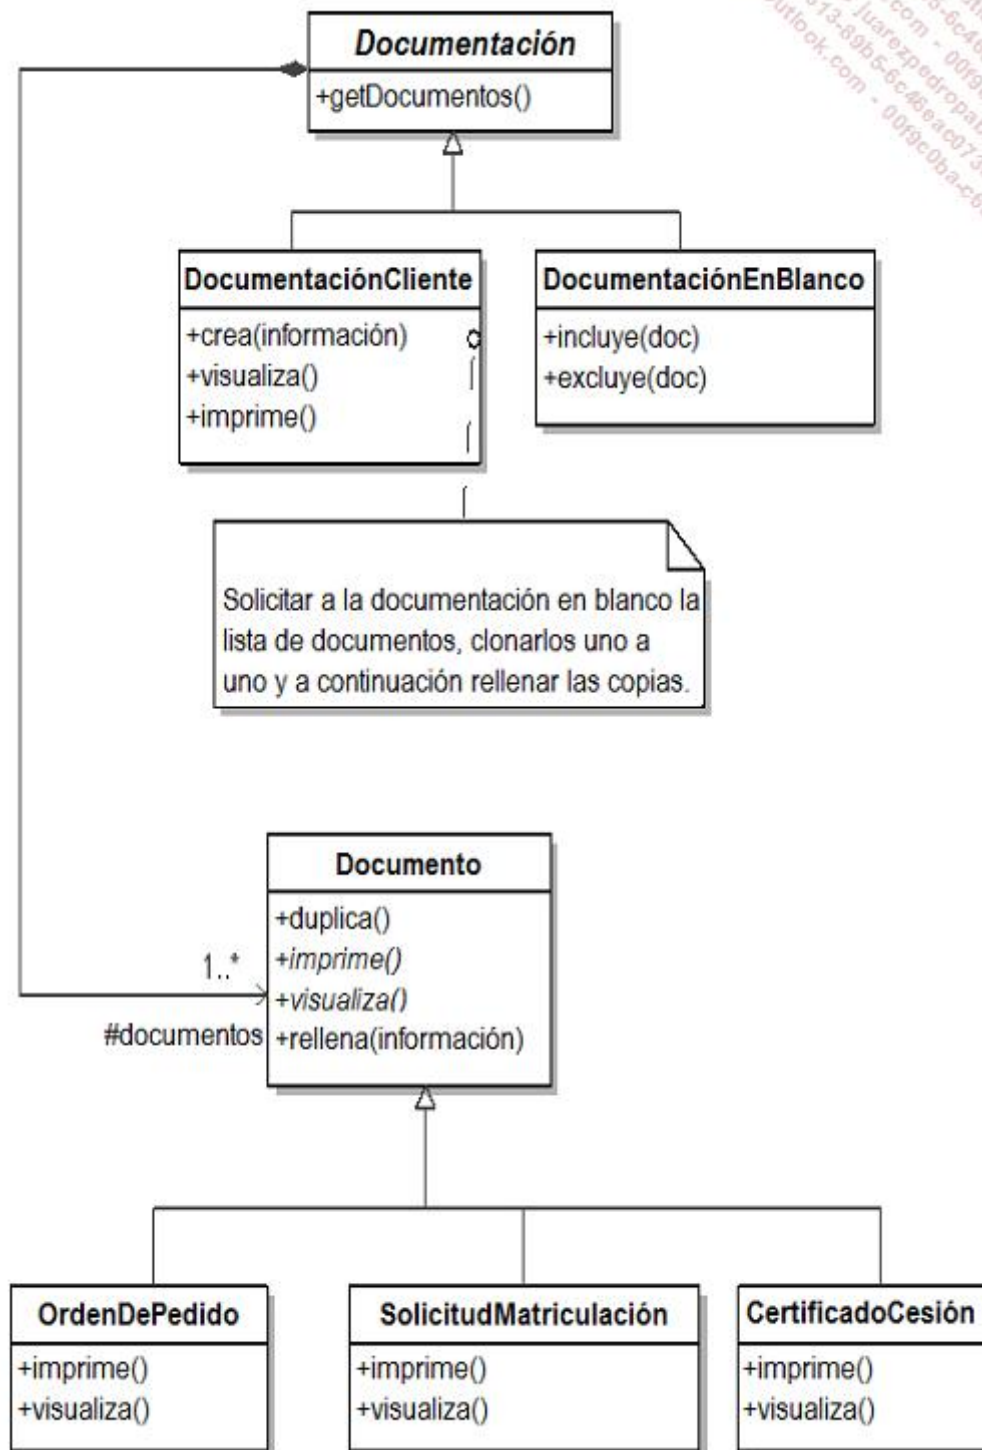 Documentación
+getDocumentos()
DocumentaciónCliente
+crea(información)
+visualiza()
+imprime()
DocumentaciónEnBlanco
+incluye(doc)
+excluye(doc)
Solicitar a la documentación en blanco la
lista de documentos, clonarlos uno a
uno y a continuación rellenar las copias.
Documento
+duplica()
+imprime()
+visualiza()
+rellena(información)
1..*
#documentos
OrdenDePedido
+imprime()
+visualiza()
SolicitudMatriculación
+imprime()
+visualiza()
CertificadoCesión
+imprime()
+visualiza()